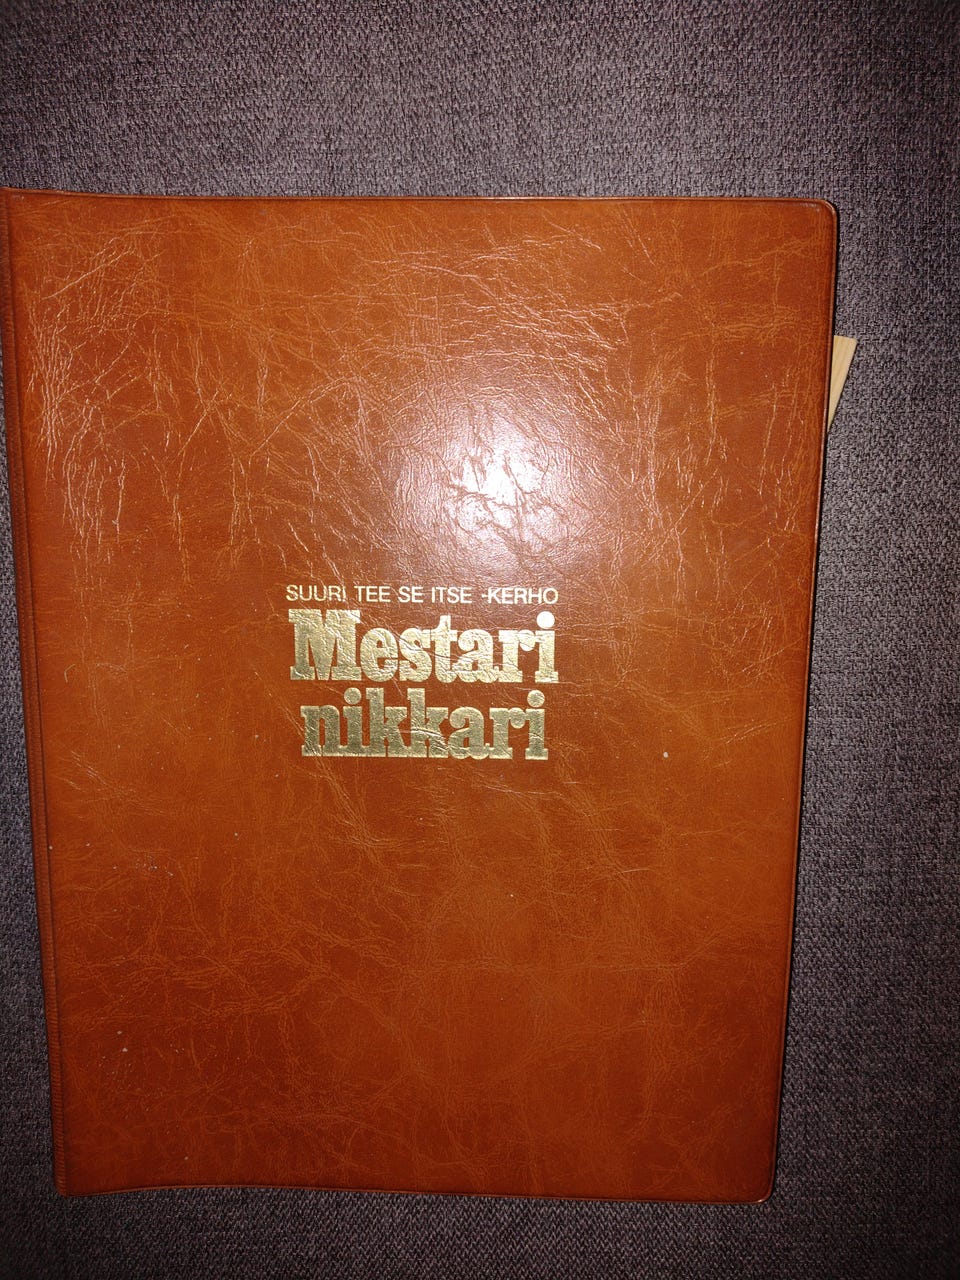 SUURI TEE SE ITSE -KERHO
Mestari
nikkari